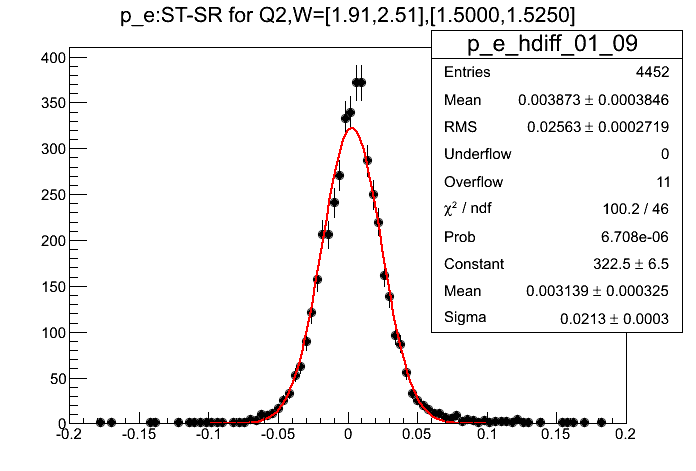 p_e:ST-SR for Q2,W=[1.91,2.51],[1.5000,1.5250]
p_e_hdiff_01_09
Entries 4452
Mean 0.003873 ± 0.0003846
RMS 0.02563 ± 0.0002719
Underflow 0
Overflow 11
χ² / ndf 100.2 / 46
Prob 6.708e-06
Constant 322.5 ± 6.5
Mean 0.003139 ± 0.000325
Sigma 0.0213 ± 0.0003
400
350
300
250
200
150
100
50
0
-0.2 -0.15 -0.1 -0.05 0 0.05 0.1 0.15 0.2